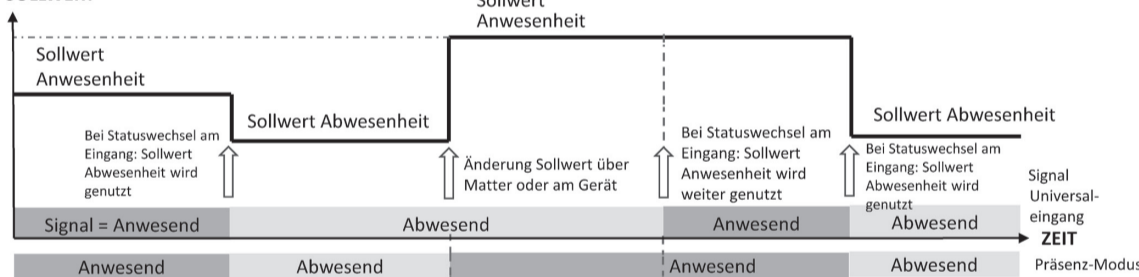 Sollwert
Anwesenheit
Sollwert
Anwesenheit
Sollwert Abwesenheit
Sollwert Abwesenheit
Bei Statuswechsel am
Eingang: Sollwert
Abwesenheit wird
genutzt
Änderung Sollwert über
Matter oder am Gerät
Bei Statuswechsel am
Eingang: Sollwert
Anwesenheit wird
weiter genutzt
Bei Statuswechsel am
Eingang: Sollwert
Abwesenheit wird
genutzt
Signal
Universal-
eingang
Signal = Anwesend
Abwesend
Anwesend
Abwesend
ZEIT
Anwesend
Abwesend
Anwesend
Abwesend
Präsenz-Modus